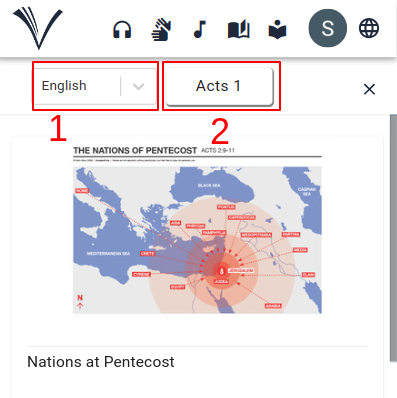 S
English
Acts 1
1
2
THE NATIONS OF PENTECOST ACTS 2:9-11
ROME
BLACK SEA
CASPIAN
SEA
PONTUS
CAPPADOCIA
ASIA
PHRYGIA
PAMPHYLIA
MESOPOTAMIA
PARTHIA
MEDIA
MEDITERRANEAN SEA
CRETE
CYRENE
JERUSALEM
ELAM
JUDEA
EGYPT
ARABIA
N
Nations at Pentecost